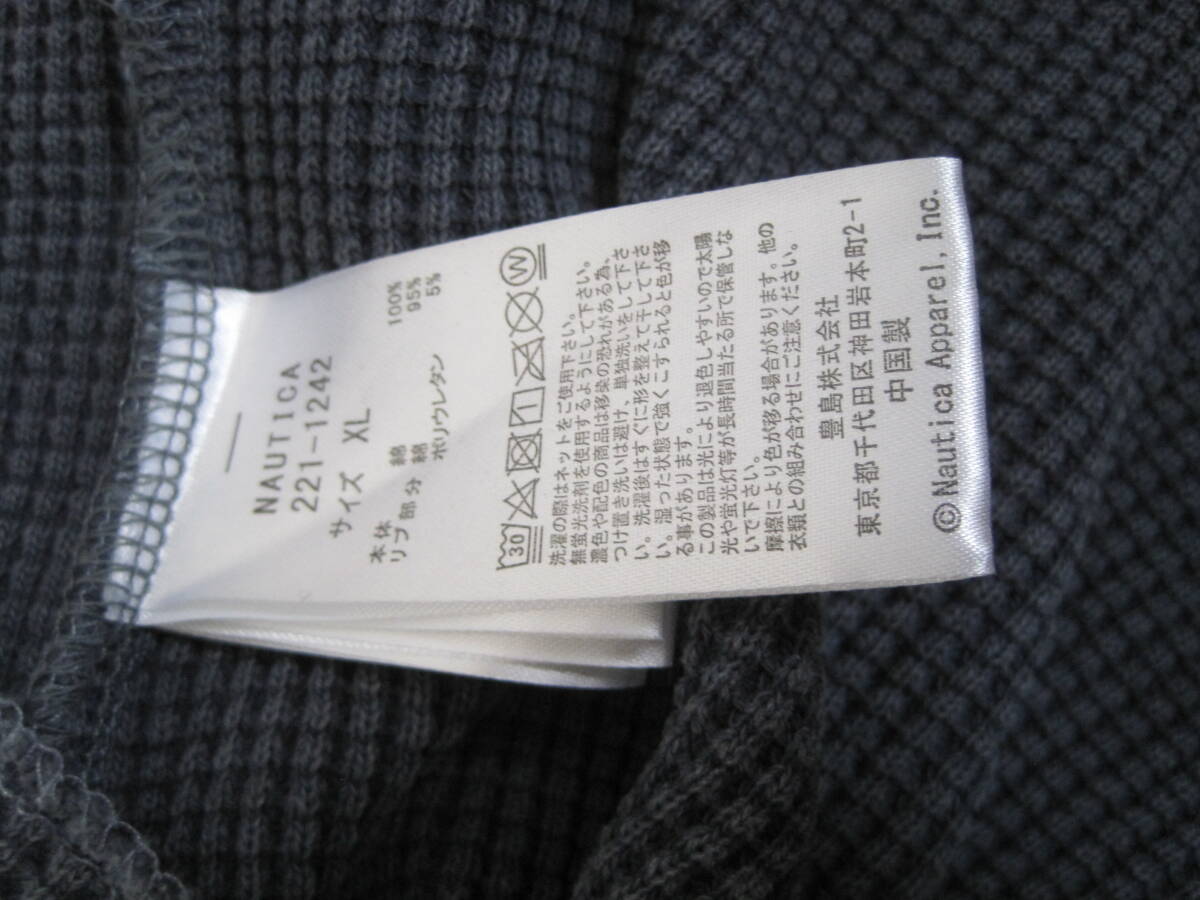 NAUTICA
221-1242
サイズ XL
本体 綿 100%
リブ部分 綿 95%
ポリウレタン 5%
30 W
洗濯の際はネットをご使用下さい。
無蛍光洗剤を使用するようにして下さい。
濃色や配色の商品は移染の恐れがある為、
つけ置き洗いは避け、単独洗いをして下さ
い。洗濯後はすぐに形を整えて干して下さ
い。湿った状態で強くこすられると色が移
る事があります。
この製品は光により退色しやすいので太陽
光や蛍光灯等が長時間当たる所で保管しな
いで下さい。
摩擦により色が移る場合があります。他の
衣類との組み合わせにご注意ください。
豊島株式会社
東京都千代田区神田岩本町2-1
中国製
©Nautica Apparel, Inc.